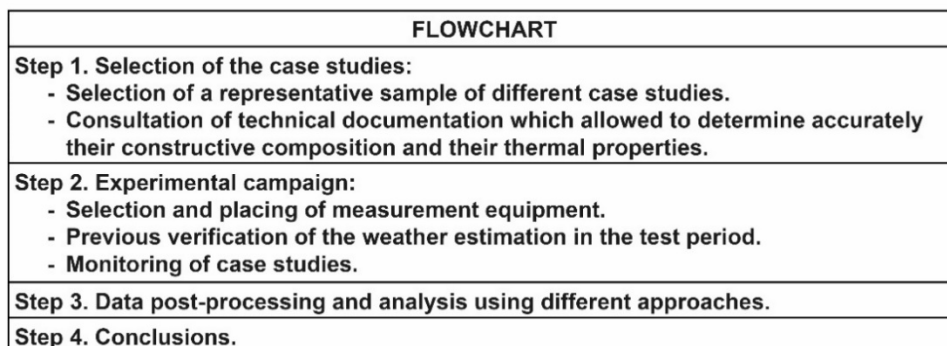 FLOWCHART
Step 1. Selection of the case studies:
- Selection of a representative sample of different case studies.
- Consultation of technical documentation which allowed to determine accurately
their constructive composition and their thermal properties.
Step 2. Experimental campaign:
- Selection and placing of measurement equipment.
- Previous verification of the weather estimation in the test period.
- Monitoring of case studies.
Step 3. Data post-processing and analysis using different approaches.
Step 4. Conclusions.